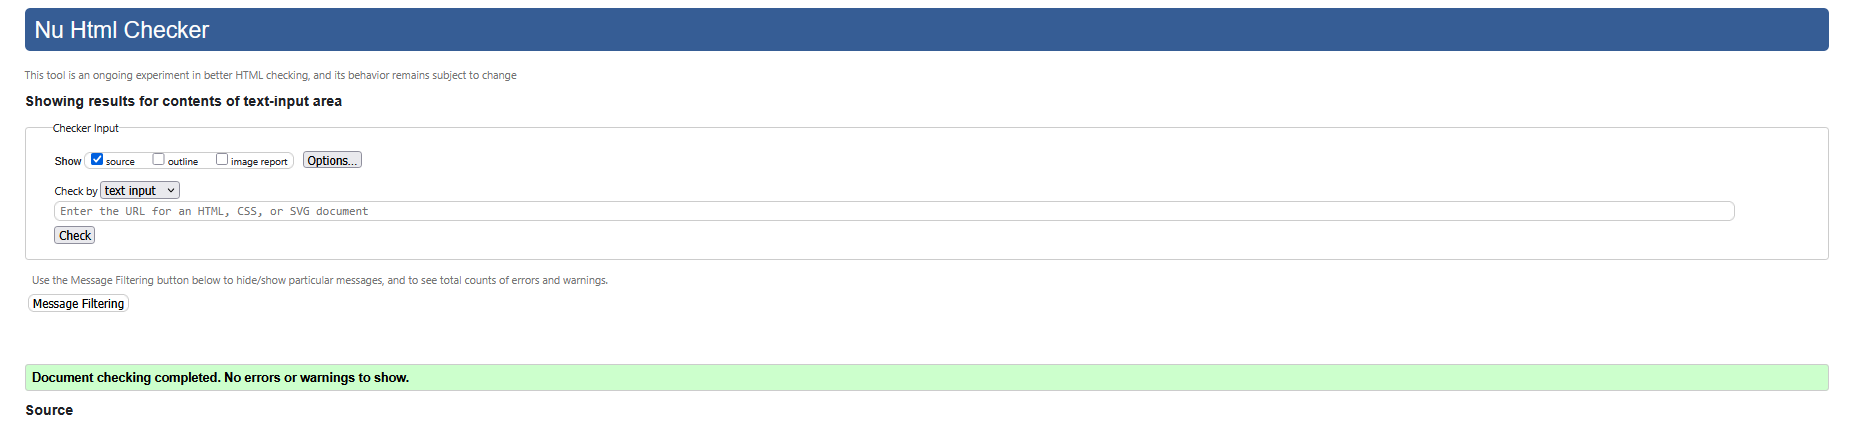 Nu Html Checker
This tool is an ongoing experiment in better HTML checking, and its behavior remains subject to change
Showing results for contents of text-input area
Checker Input
Show source outline image report Options...
Check by text input
Enter the URL for an HTML, CSS, or SVG document
Check
Use the Message Filtering button below to hide/show particular messages, and to see total counts of errors and warnings.
Message Filtering
Document checking completed. No errors or warnings to show.
Source